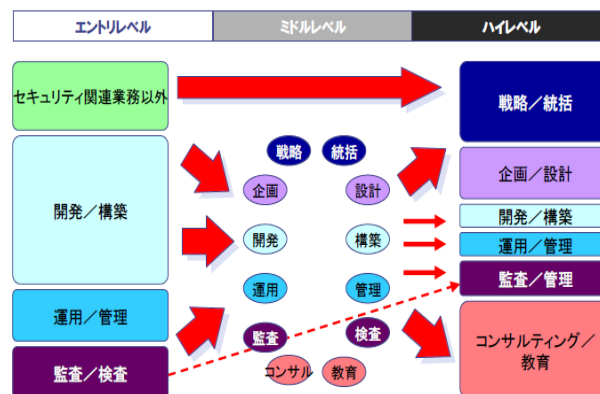 エントリレベル
ミドルレベル
ハイレベル
セキュリティ関連業務以外
開発／構築
運用／管理
監査／検査
戦略
統括
企画
設計
開発
構築
運用
管理
監査
検査
コンサル
教育
戦略／統括
企画／設計
開発／構築
運用／管理
監査／管理
コンサルティング／
教育